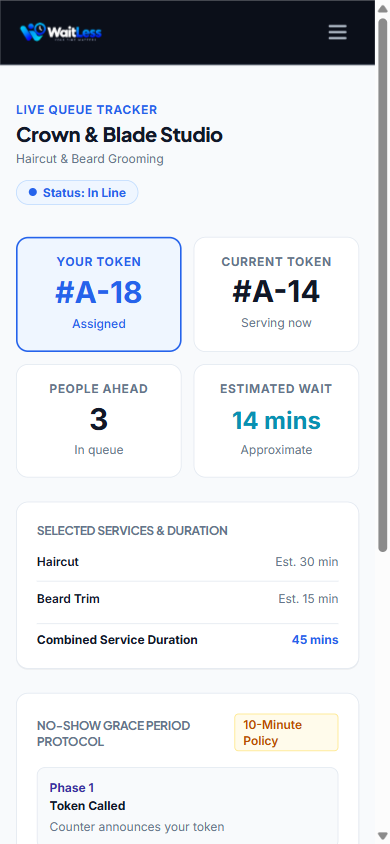 WaitLess
LIVE QUEUE TRACKER
Crown & Blade Studio
Haircut & Beard Grooming
Status: In Line
YOUR TOKEN
#A-18
Assigned
CURRENT TOKEN
#A-14
Serving now
PEOPLE AHEAD
3
In queue
ESTIMATED WAIT
14 mins
Approximate
SELECTED SERVICES & DURATION
Haircut Est. 30 min
Beard Trim Est. 15 min
Combined Service Duration 45 mins
NO-SHOW GRACE PERIOD
PROTOCOL
10-Minute
Policy
Phase 1
Token Called
Counter announces your token